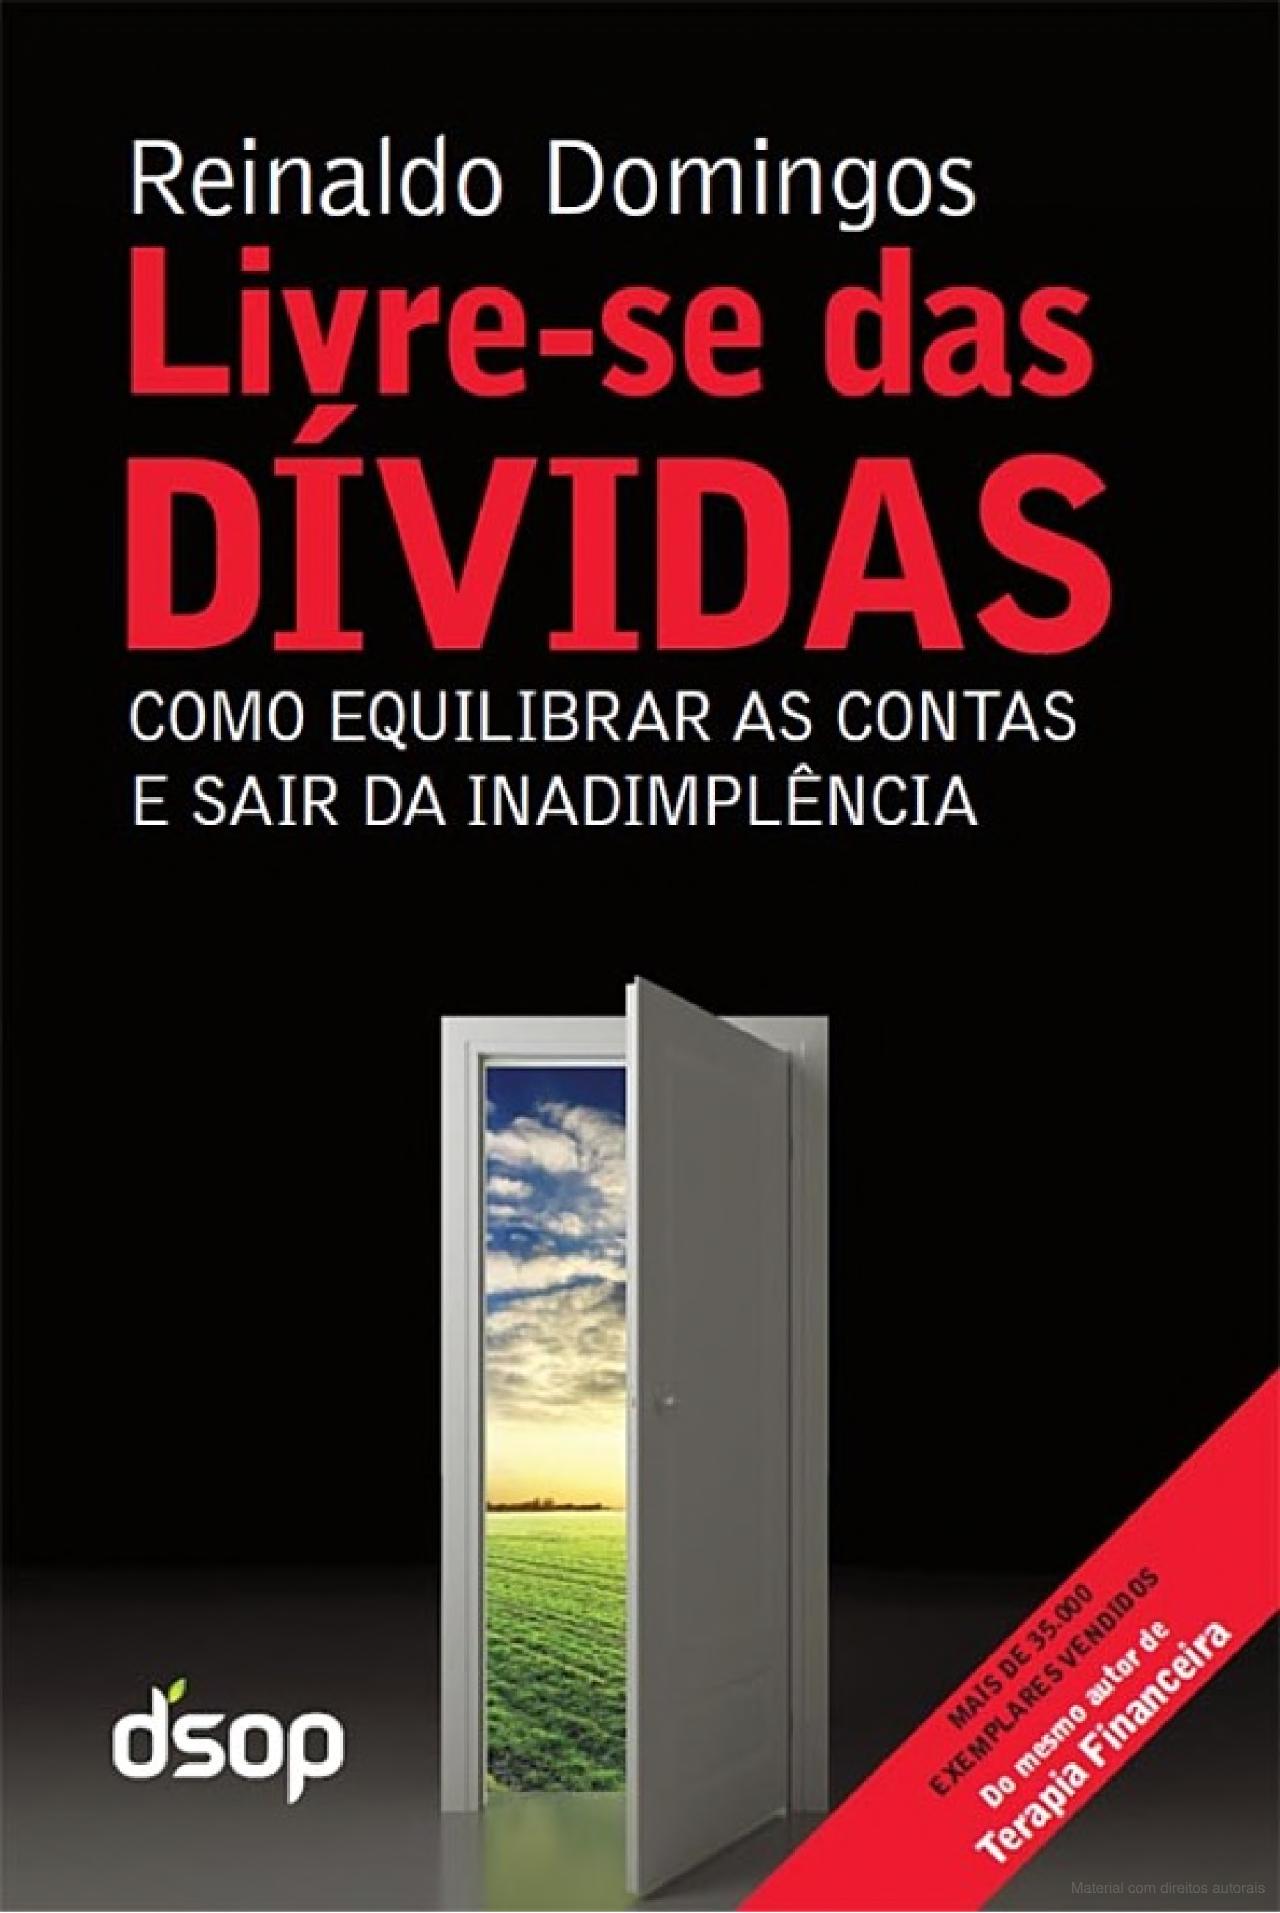 Reinaldo Domingos
Livre-se das
DÍVIDAS
COMO EQUILIBRAR AS CONTAS
E SAIR DA INADIMPLÊNCIA
dsop
MAIS DE 35.000
EXEMPLARES VENDIDOS
Do mesmo autor de
Terapia Financeira
Material com direitos autorais